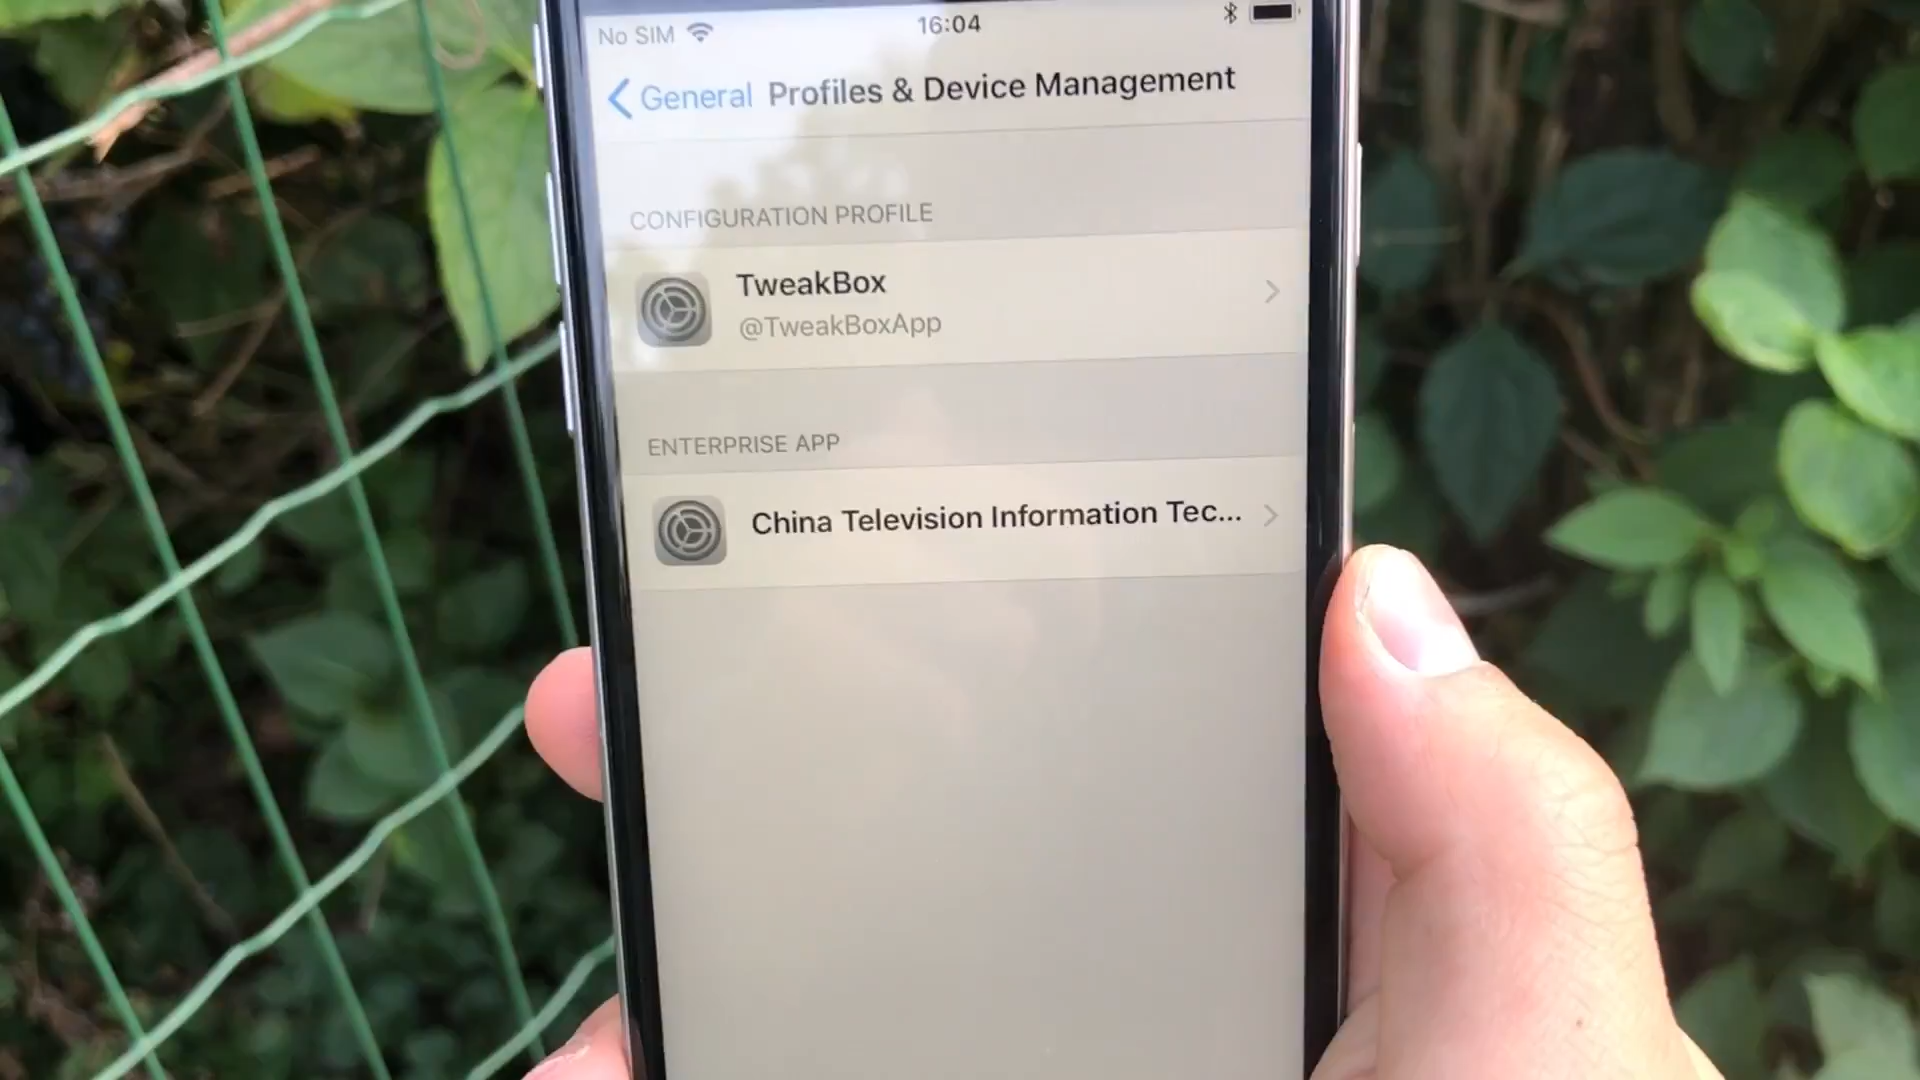 No SIM 16:04
General Profiles & Device Management
CONFIGURATION PROFILE
TweakBox
@TweakBoxApp
ENTERPRISE APP
China Television Information Tec...